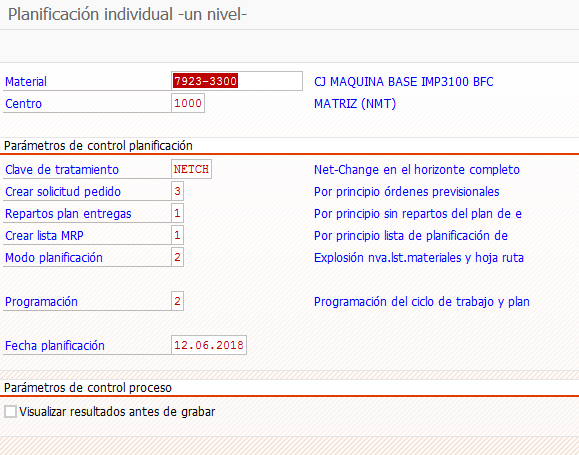 Planificación individual -un nivel-
Material 7923-3300 CJ MAQUINA BASE IMP3100 BFC
Centro 1000 MATRIZ (NMT)
Parámetros de control planificación
Clave de tratamiento NETCH Net-Change en el horizonte completo
Crear solicitud pedido 3 Por principio órdenes previsionales
Repartos plan entregas 1 Por principio sin repartos del plan de e
Crear lista MRP 1 Por principio lista de planificación de
Modo planificación 2 Explosión nva.lst.materiales y hoja ruta
Programación 2 Programación del ciclo de trabajo y plan
Fecha planificación 12.06.2018
Parámetros de control proceso
Visualizar resultados antes de grabar